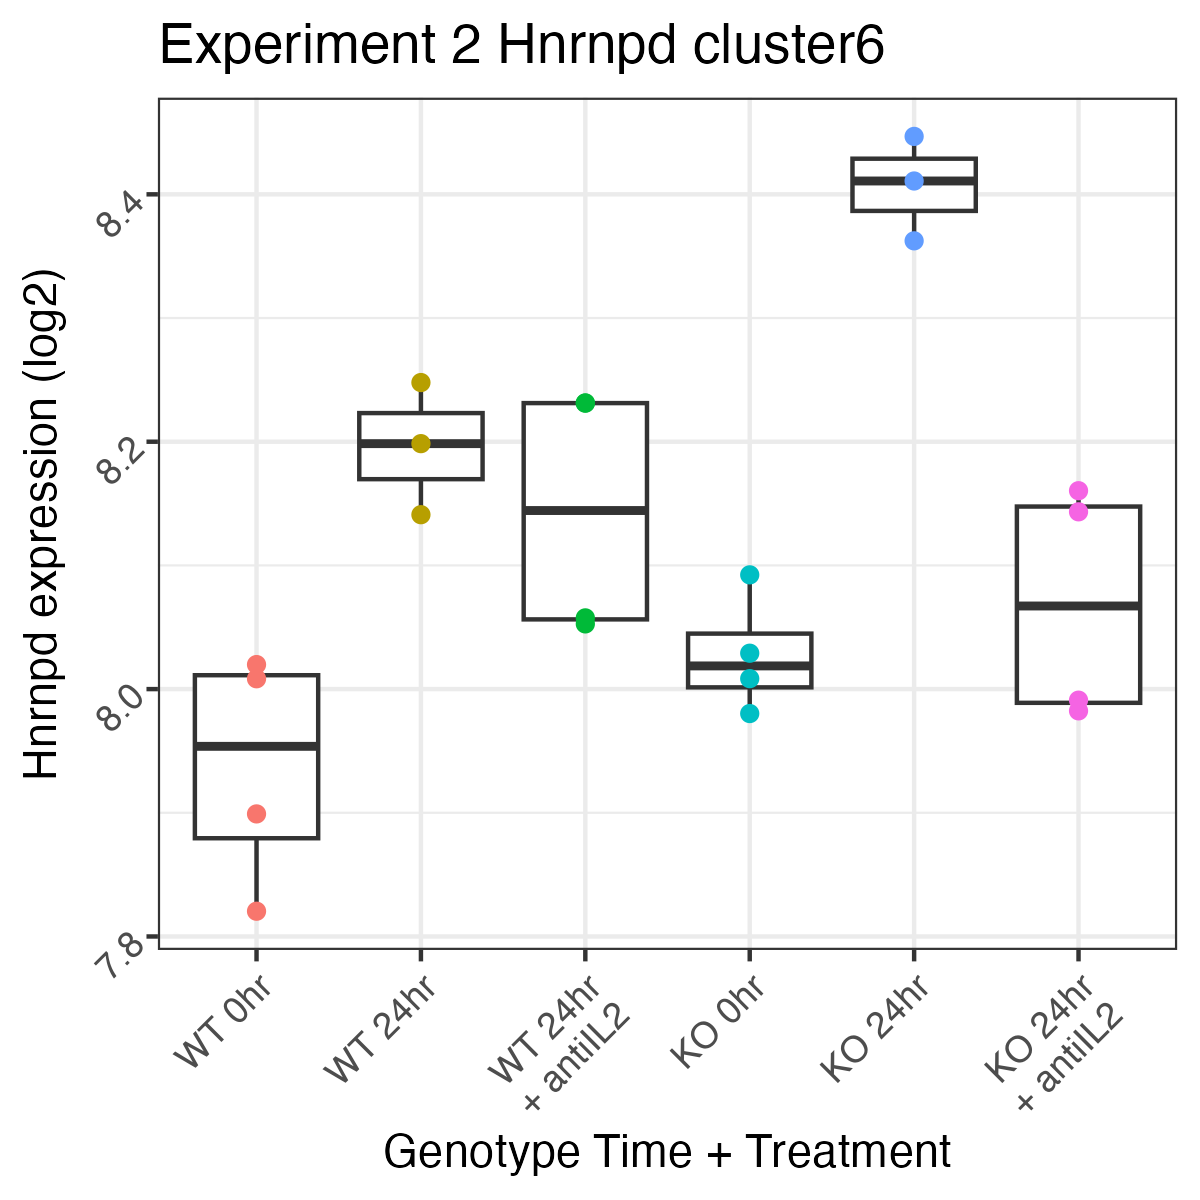 Experiment 2 Hnrnpd cluster6
Hnrnpd expression (log2)
8.4
8.2
8.0
7.8
WT 0hr
WT 24hr
WT 24hr
+ antiIL2
KO 0hr
KO 24hr
KO 24hr
+ antiIL2
Genotype Time + Treatment